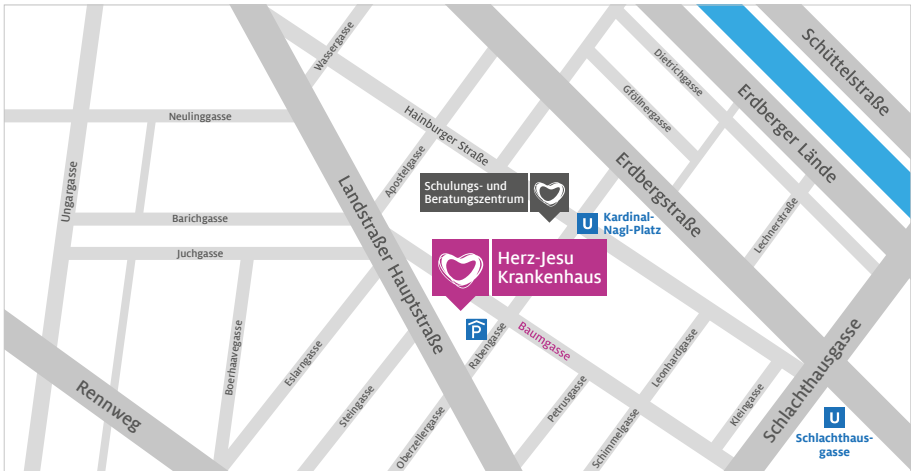 Schüttelstraße
Wassergasse
Dietrichgasse
Erdberger Lände
Gföllnergasse
Neulinggasse
Hainburger Straße
Apostelgasse
Erdbergstraße
Ungargasse
Landstraßer Hauptstraße
Schulungs- und
Beratungszentrum
Barichgasse
U
Kardinal-
Nagl-Platz
Lechnerstraße
Juchgasse
Herz-Jesu
Krankenhaus
P
Baumgasse
Rabengasse
Boerhaavegasse
Eslarngasse
Leonhardgasse
Schlachthausgasse
Rennweg
Steingasse
Petrusgasse
Kleingasse
Oberzellergasse
Schimmelgasse
U
Schlachthaus-
gasse